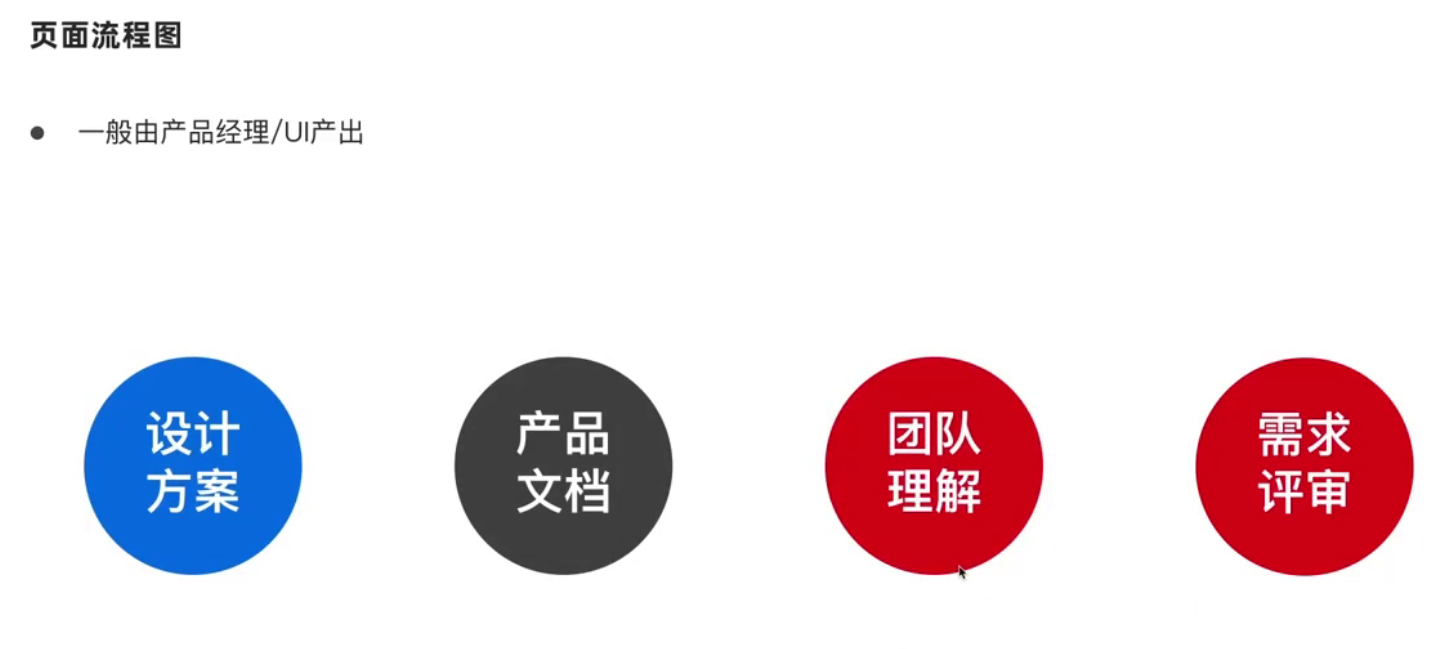 页面流程图
一般由产品经理/UI产出
设计
方案
产品
文档
团队
理解
需求
评审